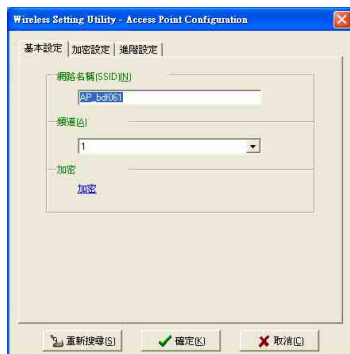 Wireless Setting Utility - Access Point Configuration
基本設定 加密設定 進階設定
網路名稱(SSID)(N)
AP_bdf061
頻道(A)
1
加密
加密
重新搜尋(S) 確定(K) 取消(C)